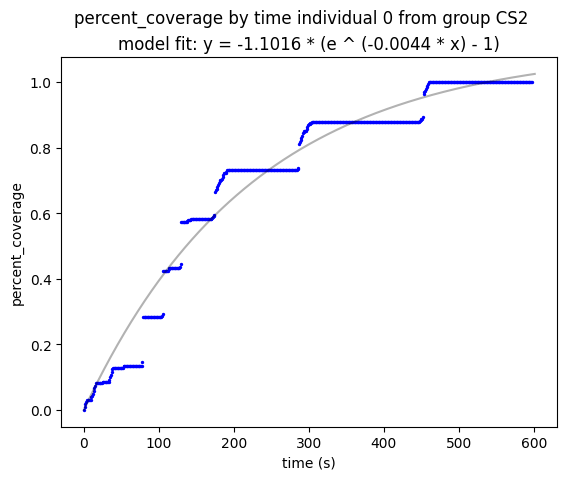 percent_coverage by time individual 0 from group CS2
model fit: y = -1.1016 * (e ^ (-0.0044 * x) - 1)
1.0
0.8
0.6
0.4
0.2
0.0
percent_coverage
0 100 200 300 400 500 600
time (s)